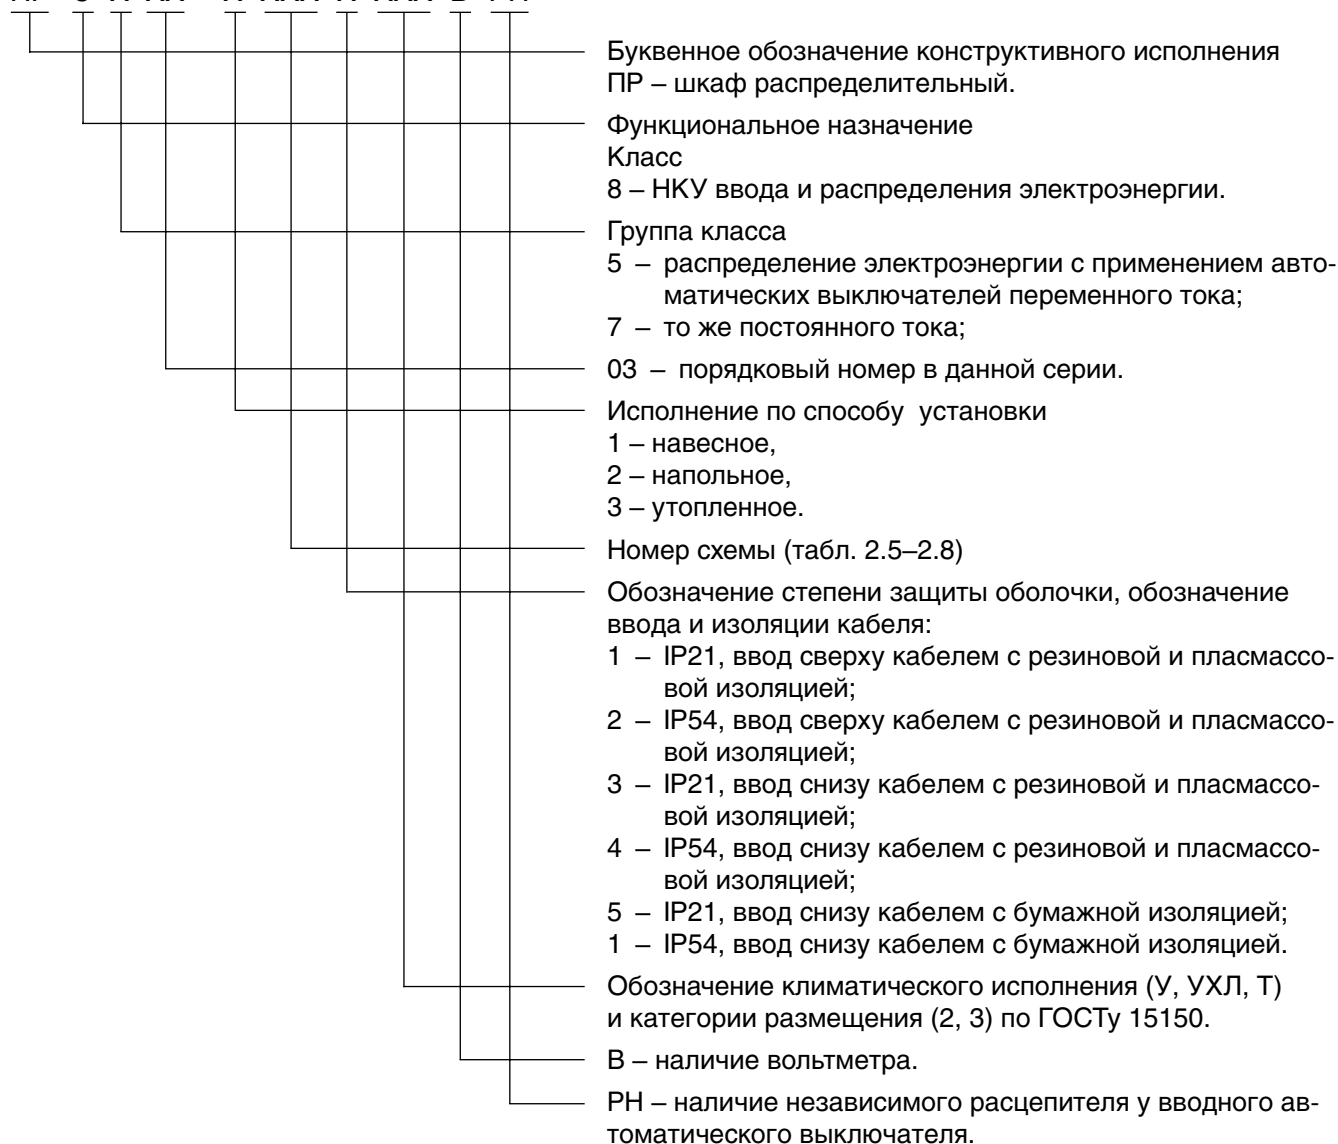 Буквенное обозначение конструктивного исполнения
ПР – шкаф распределительный.
Функциональное назначение
Класс
8 – НКУ ввода и распределения электроэнергии.
Группа класса
5 – распределение электроэнергии с применением авто-
матических выключателей переменного тока;
7 – то же постоянного тока;
03 – порядковый номер в данной серии.
Исполнение по способу установки
1 – навесное,
2 – напольное,
3 – утопленное.
Номер схемы (табл. 2.5–2.8)
Обозначение степени защиты оболочки, обозначение
ввода и изоляции кабеля:
1 – IP21, ввод сверху кабелем с резиновой и пласмассо-
вой изоляцией;
2 – IP54, ввод сверху кабелем с резиновой и пласмассо-
вой изоляцией;
3 – IP21, ввод снизу кабелем с резиновой и пласмассо-
вой изоляцией;
4 – IP54, ввод снизу кабелем с резиновой и пласмассо-
вой изоляцией;
5 – IP21, ввод снизу кабелем с бумажной изоляцией;
1 – IP54, ввод снизу кабелем с бумажной изоляцией.
Обозначение климатического исполнения (У, УХЛ, Т)
и категории размещения (2, 3) по ГОСТу 15150.
В – наличие вольтметра.
РН – наличие независимого расцепителя у вводного ав-
томатического выключателя.